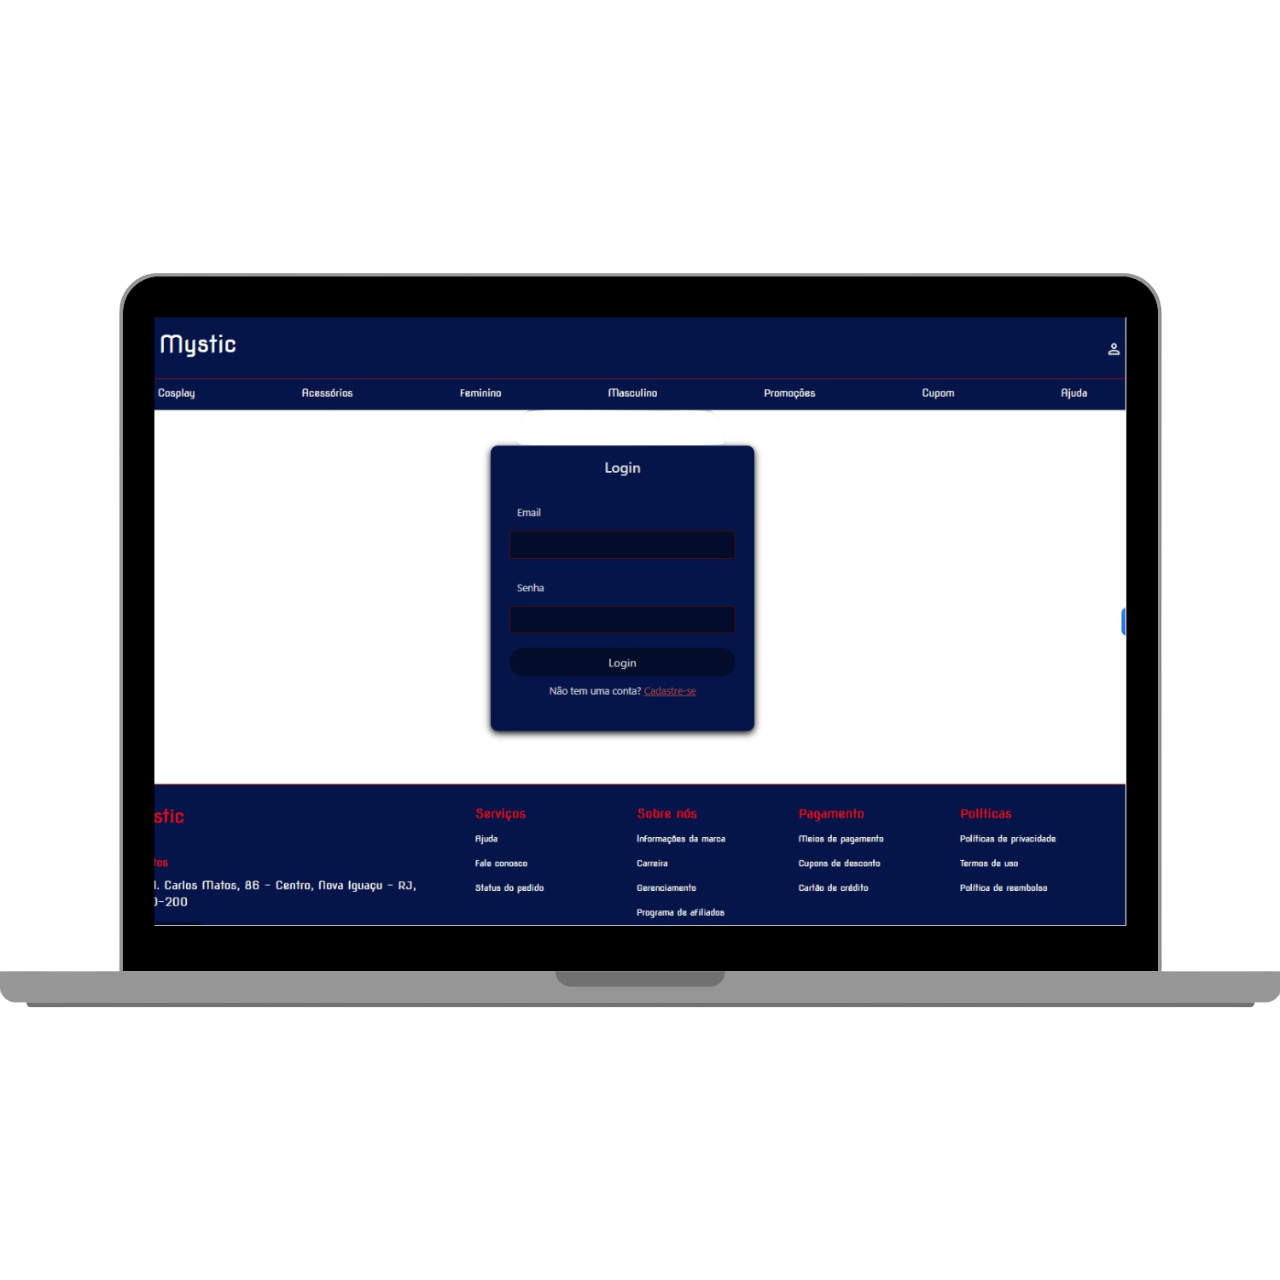 Mystic
Cosplay Acessórios Feminino Masculino Promoções Cupom Ajuda
Login
Email
Senha
Login
Não tem uma conta? Cadastre-se
stic
tos
l. Carlos Matos, 86 - Centro, Nova Iguaçu - RJ,
0-200
Serviços
Ajuda
Fale conosco
Status do pedido
Sobre nós
Informações da marca
Carreira
Gerenciamento
Programa de afiliados
Pagamento
Meios de pagamento
Cupons de desconto
Cartão de crédito
Políticas
Políticas de privacidade
Termos de uso
Política de reembolso